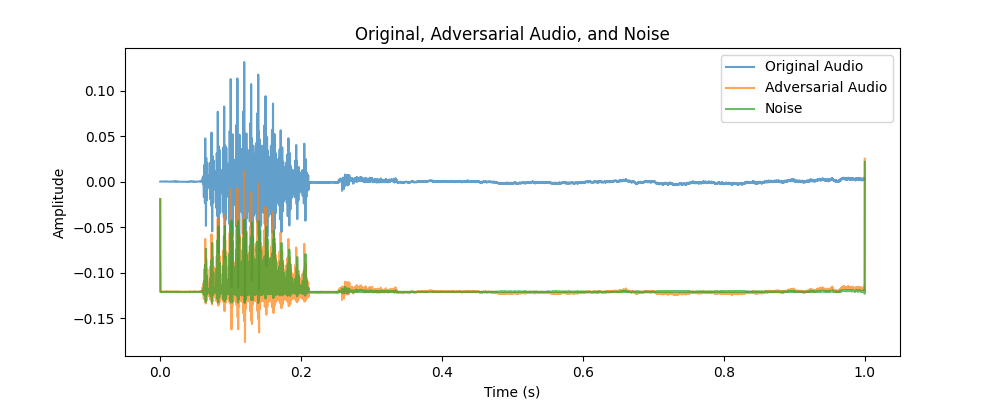 Original, Adversarial Audio, and Noise
Original Audio
Adversarial Audio
Noise
Amplitude
0.10
0.05
0.00
−0.05
−0.10
−0.15
0.0 0.2 0.4 0.6 0.8 1.0
Time (s)